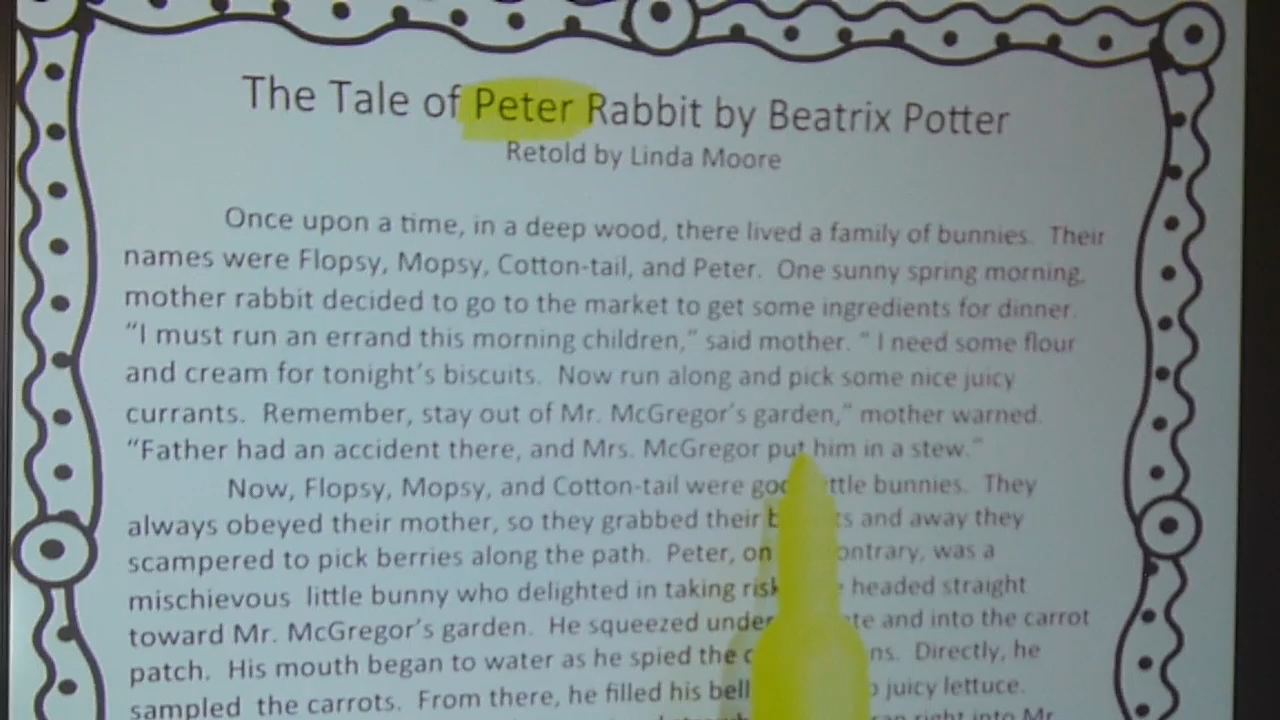 The Tale of Peter Rabbit by Beatrix Potter
Retold by Linda Moore
Once upon a time, in a deep wood, there lived a family of bunnies. Their
names were Flopsy, Mopsy, Cotton-tail, and Peter. One sunny spring morning,
mother rabbit decided to go to the market to get some ingredients for dinner.
“I must run an errand this morning children,” said mother. “ I need some flour
and cream for tonight’s biscuits. Now run along and pick some nice juicy
currants. Remember, stay out of Mr. McGregor’s garden,” mother warned.
“Father had an accident there, and Mrs. McGregor put him in a stew.”
Now, Flopsy, Mopsy, and Cotton-tail were bunnies. They
always obeyed their mother, so they grabbed their and away they
scampered to pick berries along the path. Peter, on was a
mischievous little bunny who delighted in taking headed straight
toward Mr. McGregor’s garden. He squeezed under and into the carrot
patch. His mouth began to water as he spied the Directly, he
sampled the carrots. From there, he filled his juicy lettuce.
right into Mr.